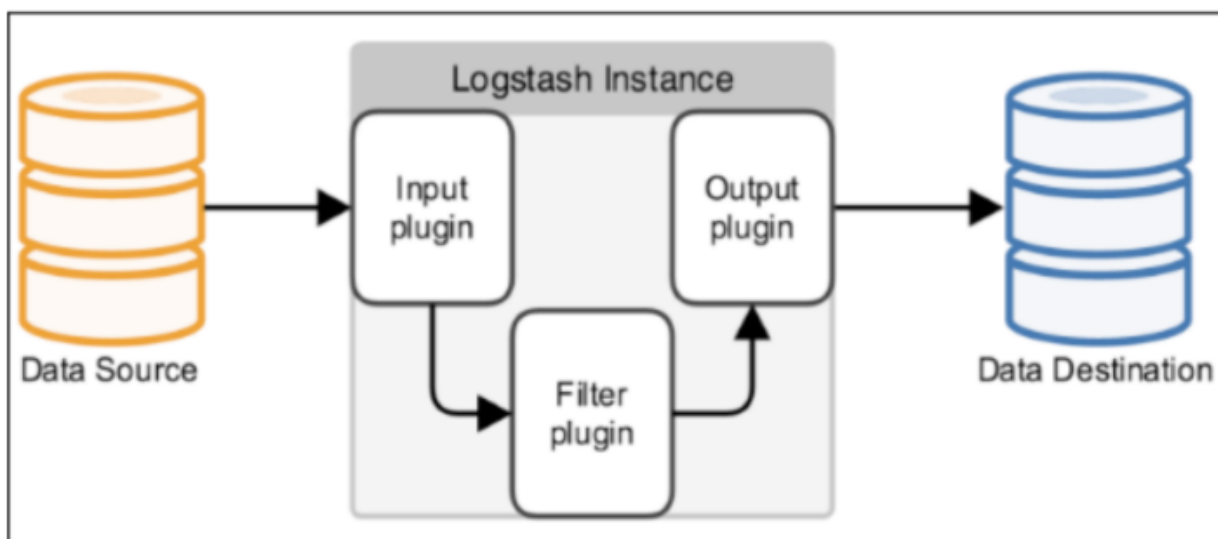 Logstash Instance
Input
plugin
Output
plugin
Filter
plugin
Data Source
Data Destination